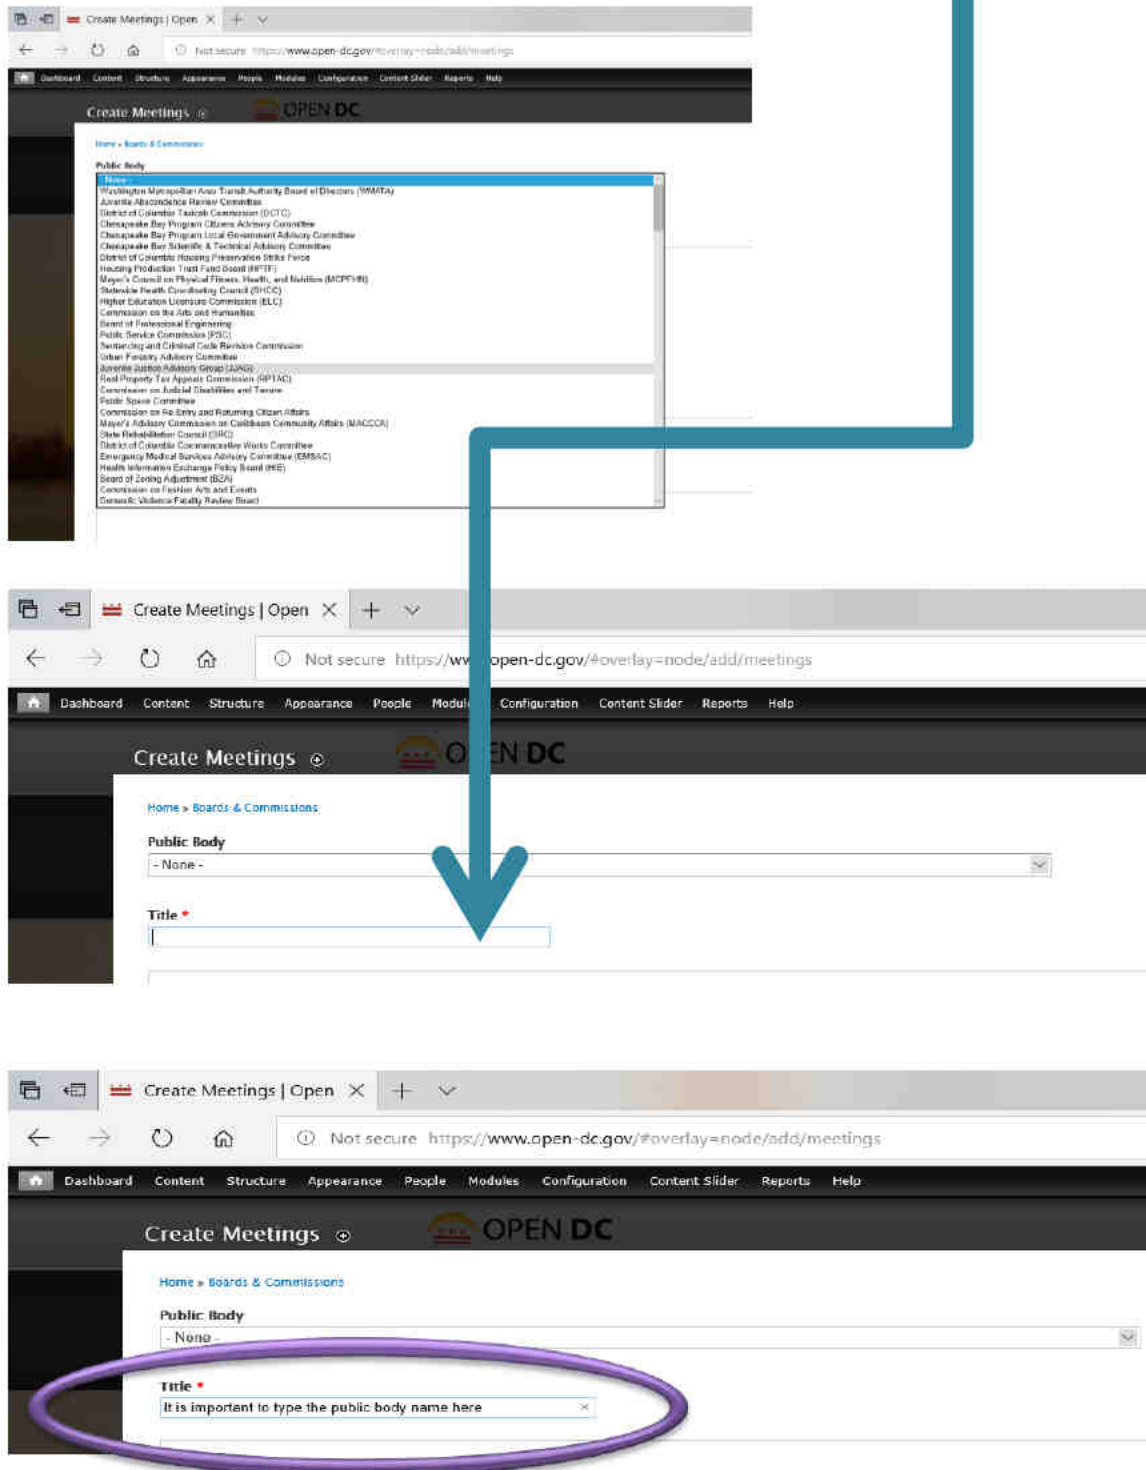 Create Meetings | Open
Not secure https://www.open-dc.gov/#overlay=node/add/meetings
Dashboard Content Structure Appearance People Modules Configuration Content Slider Reports Help
Create Meetings
OPEN DC
Home » Boards & Commissions
Public Body
- None -
Washington Metropolitan Area Transit Authority Board of Directors (WMATA)
Juvenile Abscondence Review Committee
District of Columbia Taxicab Commission (DCTC)
Chesapeake Bay Program Citizens Advisory Committee
Chesapeake Bay Program Local Government Advisory Committee
Chesapeake Bay Scientific & Technical Advisory Committee
District of Columbia Housing Preservation Strike Force
Housing Production Trust Fund Board (HPTF)
Mayor's Council on Physical Fitness, Health, and Nutrition (MCPFHN)
Statewide Health Coordinating Council (SHCC)
Higher Education Licensure Commission (ELC)
Commission on the Arts and Humanities
Board of Professional Engineering
Public Service Commission (PSC)
Sentencing and Criminal Code Revision Commission
Urban Forestry Advisory Committee
Juvenile Justice Advisory Group (JJAG)
Real Property Tax Appeals Commission (RPTAC)
Commission on Judicial Disabilities and Tenure
Public Space Committee
Commission on Re-Entry and Returning Citizen Affairs
Mayor's Advisory Commission on Caribbean Community Affairs (MACCCA)
State Rehabilitation Council (SRC)
District of Columbia Commemorative Works Committee
Emergency Medical Services Advisory Committee (EMSAC)
Health Information Exchange Policy Board (HIE)
Board of Zoning Adjustment (BZA)
Commission on Fashion Arts and Events
Domestic Violence Fatality Review Board
Create Meetings | Open
Not secure https://ww open-dc.gov/#overlay=node/add/meetings
Dashboard Content Structure Appearance People Modul Configuration Content Slider Reports Help
Create Meetings
O EN DC
Home » Boards & Commissions
Public Body
- None -
Title *
Create Meetings | Open
Not secure https://www.open-dc.gov/#overlay=node/add/meetings
Dashboard Content Structure Appearance People Modules Configuration Content Slider Reports Help
Create Meetings
OPEN DC
Home » Boards & Commissions
Public Body
- None -
Title *
It is important to type the public body name here